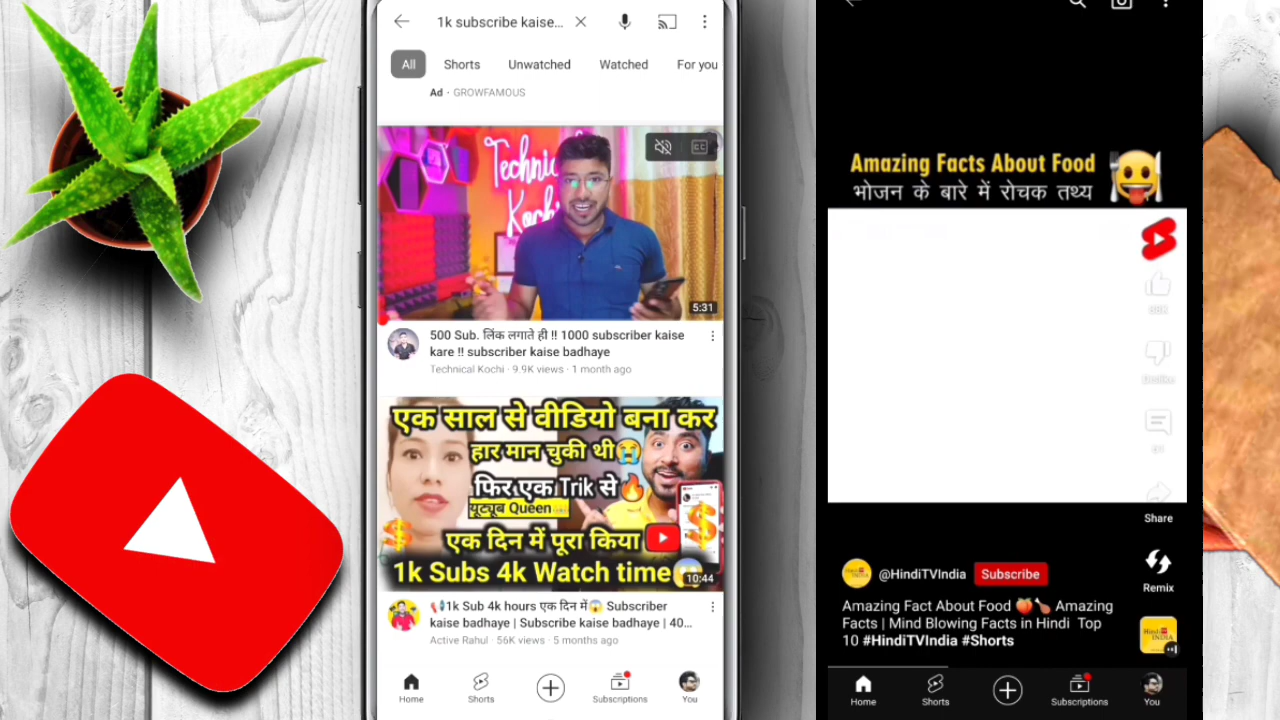 1k subscribe kaise...
All
Shorts
Unwatched
Watched
For you
Ad · GROWFAMOUS
Technic
Kochi
CC
5:31
500 Sub. लिंक लगाते ही !! 1000 subscriber kaise
kare !! subscriber kaise badhaye
Technical Kochi · 9.9K views · 1 month ago
एक साल से वीडियो बना कर
हार मान चुकी थी
फिर एक Trik से
यूट्यूब Queen
एक दिन में पूरा किया
1k Subs 4k Watch time
10:44
1k Sub 4k hours एक दिन में Subscriber
kaise badhaye | Subscribe kaise badhaye | 40...
Active Rahul · 56K views · 5 months ago
Home
Shorts
Subscriptions
You
Amazing Facts About Food
भोजन के बारे में रोचक तथ्य
Dislike
Share
Remix
@HindiTVIndia
Subscribe
Amazing Fact About Food 🍑🍗 Amazing
Facts | Mind Blowing Facts in Hindi Top
10 #HindiTVIndia #Shorts
Home
Shorts
Subscriptions
You